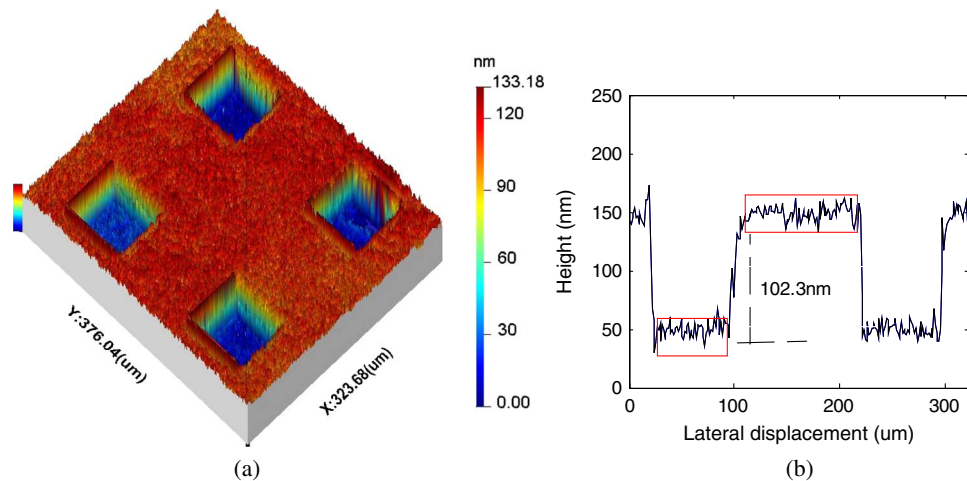 nm
133.18
120
90
60
30
0.00
Y:376.04(um)
X:323.68(um)
(a)
250
200
150
100
50
0
Height (nm)
102.3nm
0 100 200 300
Lateral displacement (um)
(b)